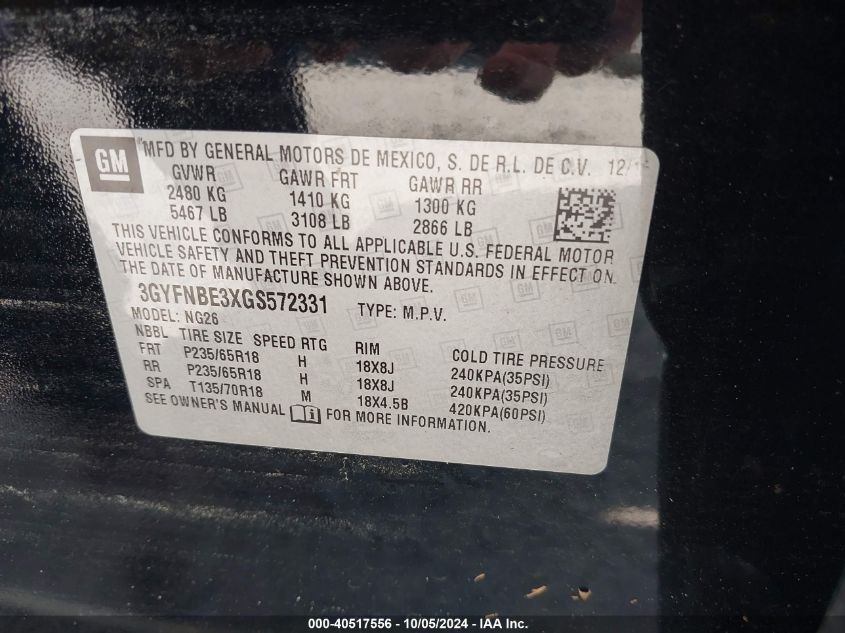 GM
MFD BY GENERAL MOTORS DE MEXICO, S. DE R.L. DE C.V.
GVWR GAWR FRT GAWR RR
2480 KG 1410 KG 1300 KG
5467 LB 3108 LB 2866 LB
THIS VEHICLE CONFORMS TO ALL APPLICABLE U.S. FEDERAL MOTOR
VEHICLE SAFETY AND THEFT PREVENTION STANDARDS IN EFFECT ON
THE DATE OF MANUFACTURE SHOWN ABOVE.
3GYFNBE3XGS572331 TYPE: M.P.V.
MODEL: NG26
NBBL TIRE SIZE SPEED RTG RIM COLD TIRE PRESSURE
FRT P235/65R18 H 18X8J 240KPA(35PSI)
RR P235/65R18 H 18X8J 240KPA(35PSI)
SPA T135/70R18 M 18X4.5B 420KPA(60PSI)
SEE OWNER'S MANUAL FOR MORE INFORMATION.
000-40517556 - 10/05/2024 - IAA Inc.